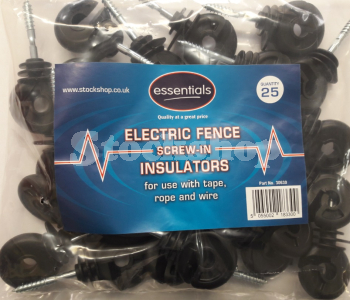 www.stockshop.co.uk
essentials
Quality at a great price
QUANTITY
25
ELECTRIC FENCE
SCREW-IN
INSULATORS
for use with tape,
rope and wire
Stockshop